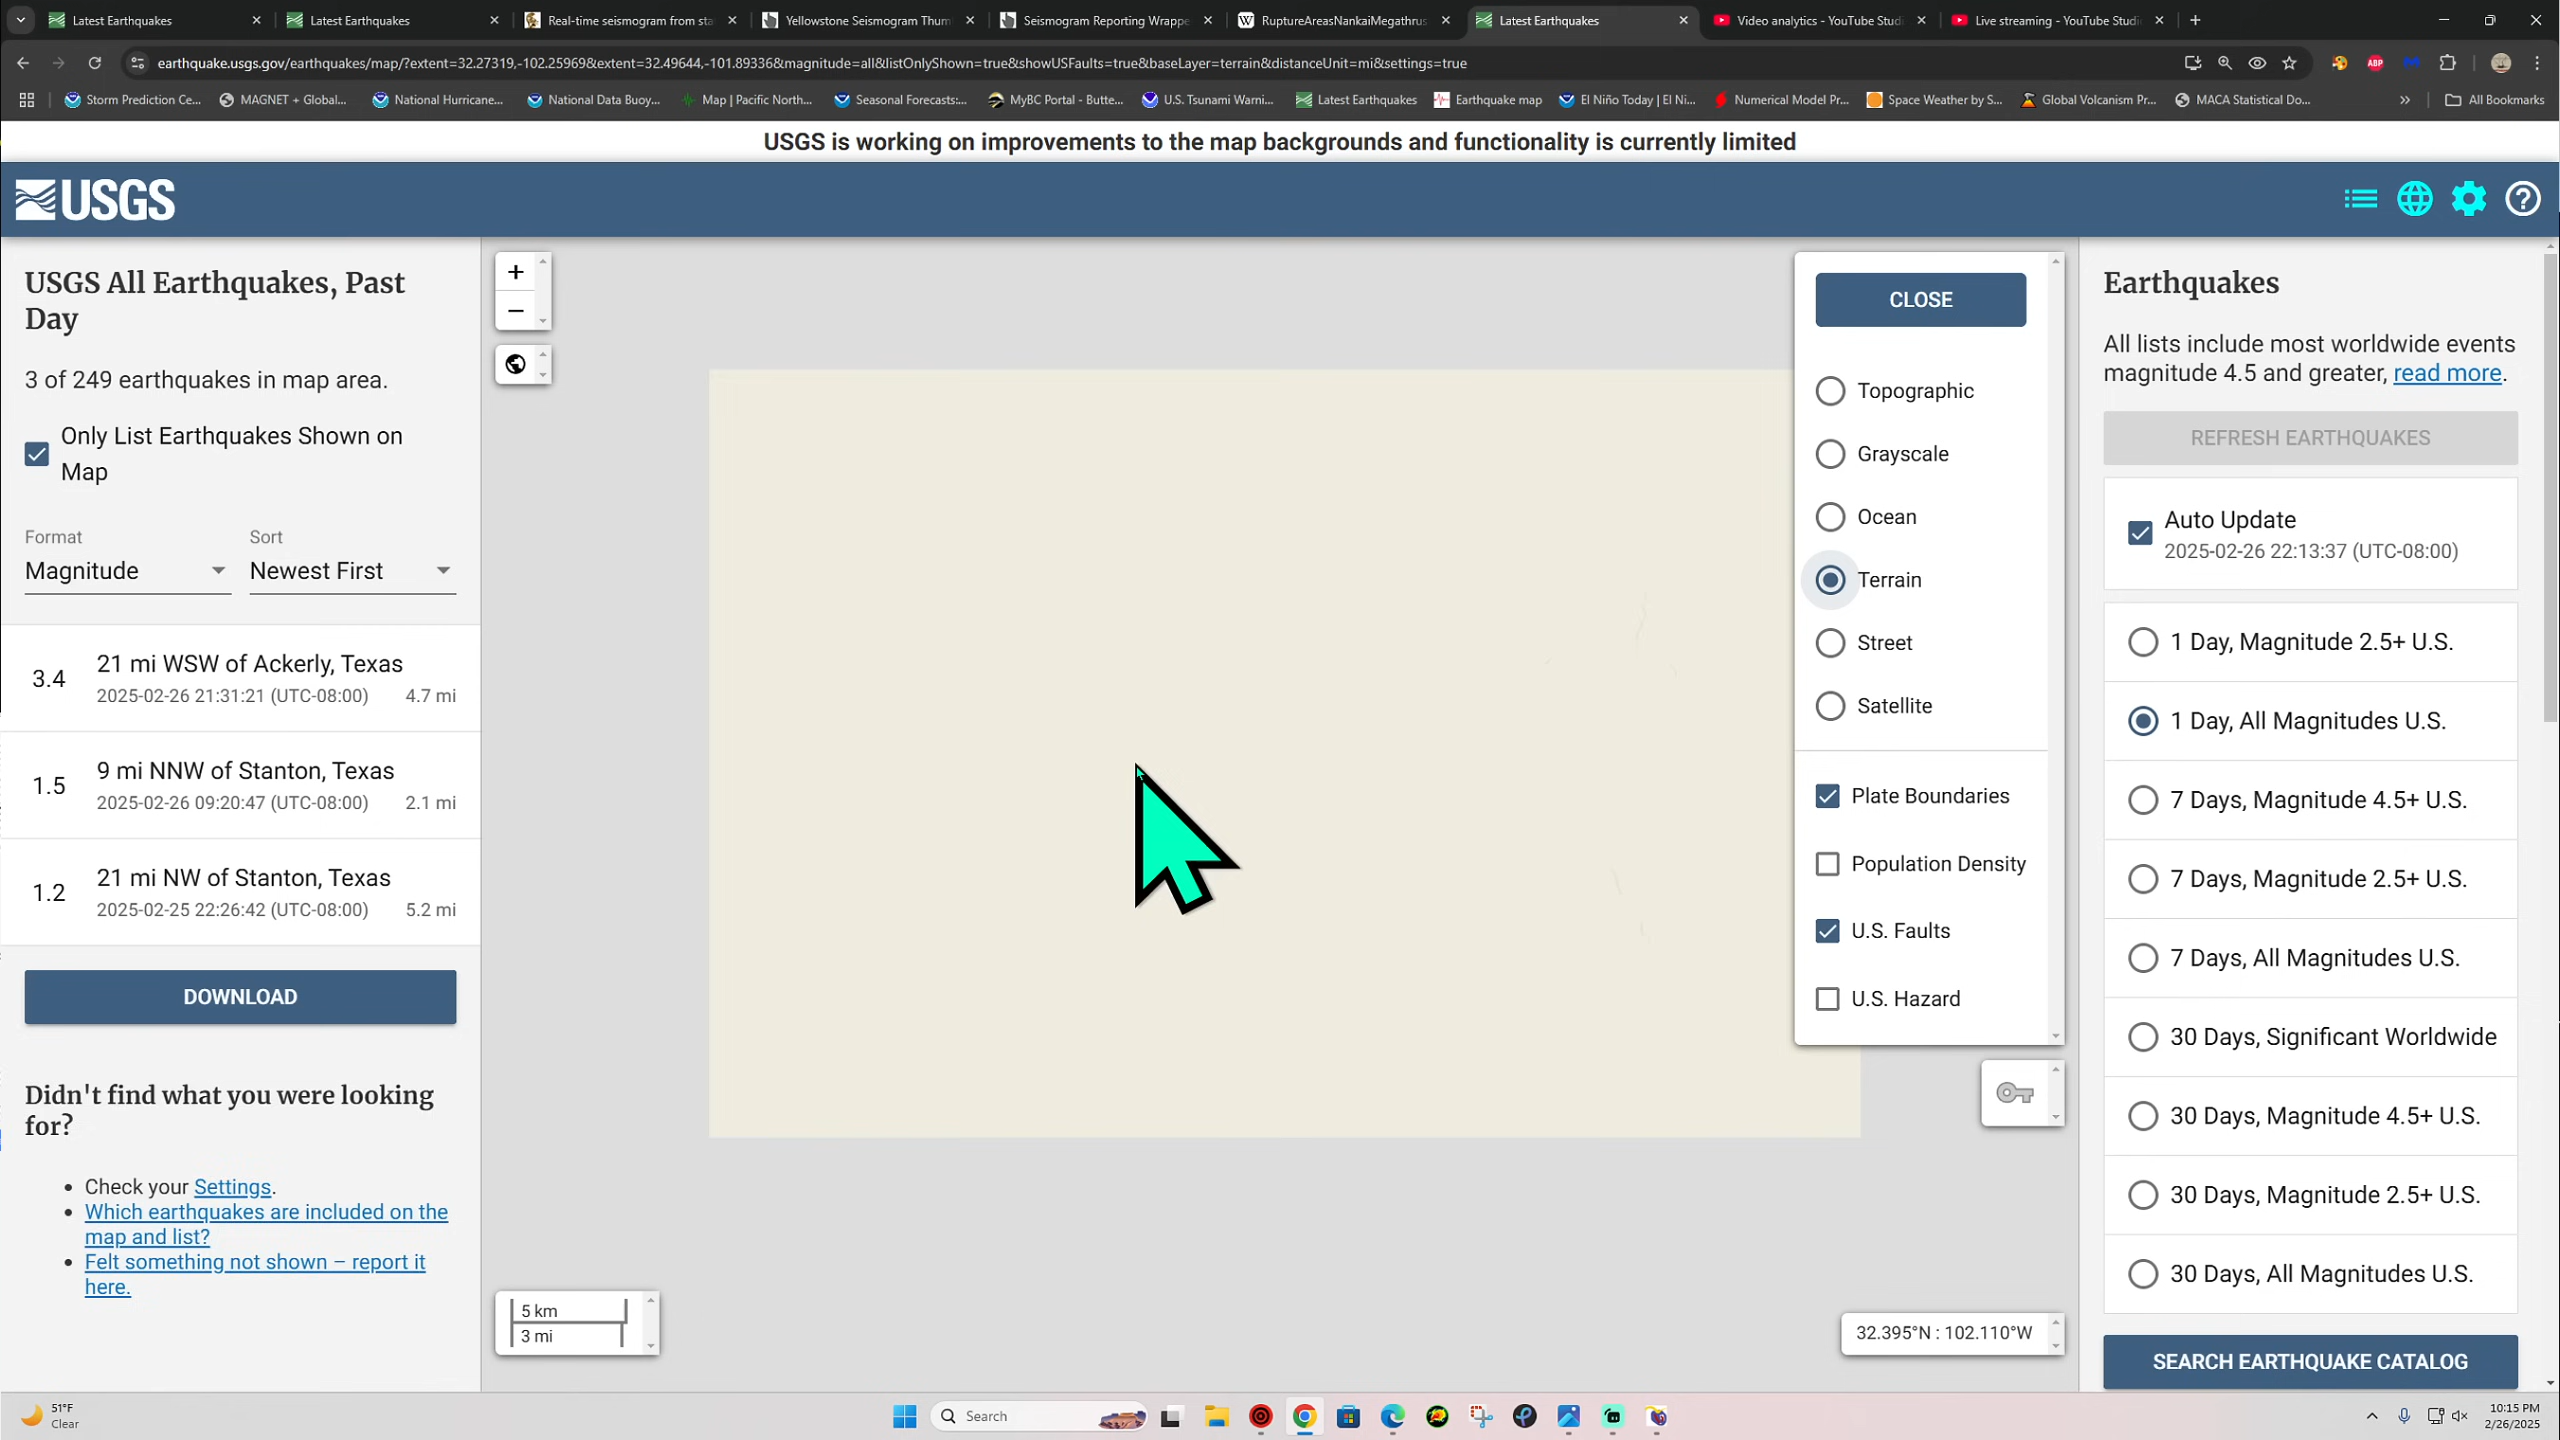 Latest Earthquakes
Latest Earthquakes
Real-time seismogram from sta
Yellowstone Seismogram Thum
Seismogram Reporting Wrappe
RuptureAreasNankaiMegathrus
Latest Earthquakes
Video analytics - YouTube Studi
Live streaming - YouTube Studi
earthquake.usgs.gov/earthquakes/map/?extent=32.27319,-102.25969&extent=32.49644,-101.89336&magnitude=all&listOnlyShown=true&showUSFaults=true&baseLayer=terrain&distanceUnit=mi&settings=true
ABP
Storm Prediction Ce...
MAGNET + Global...
National Hurricane...
National Data Buoy...
Map | Pacific North...
Seasonal Forecasts:...
MyBC Portal - Butte...
U.S. Tsunami Warni...
Latest Earthquakes
Earthquake map
El Niño Today | El Ni...
Numerical Model Pr...
Space Weather by S...
Global Volcanism Pr...
MACA Statistical Do...
All Bookmarks
USGS is working on improvements to the map backgrounds and functionality is currently limited
USGS
USGS All Earthquakes, Past
Day
3 of 249 earthquakes in map area.
Only List Earthquakes Shown on
Map
Format
Sort
Magnitude
Newest First
3.4
21 mi WSW of Ackerly, Texas
2025-02-26 21:31:21 (UTC-08:00)
4.7 mi
1.5
9 mi NNW of Stanton, Texas
2025-02-26 09:20:47 (UTC-08:00)
2.1 mi
1.2
21 mi NW of Stanton, Texas
2025-02-25 22:26:42 (UTC-08:00)
5.2 mi
DOWNLOAD
Didn't find what you were looking
for?
Check your Settings.
Which earthquakes are included on the
map and list?
Felt something not shown – report it
here.
+
−
5 km
3 mi
CLOSE
Topographic
Grayscale
Ocean
Terrain
Street
Satellite
Plate Boundaries
Population Density
U.S. Faults
U.S. Hazard
32.395°N : 102.110°W
Earthquakes
All lists include most worldwide events
magnitude 4.5 and greater, read more.
REFRESH EARTHQUAKES
Auto Update
2025-02-26 22:13:37 (UTC-08:00)
1 Day, Magnitude 2.5+ U.S.
1 Day, All Magnitudes U.S.
7 Days, Magnitude 4.5+ U.S.
7 Days, Magnitude 2.5+ U.S.
7 Days, All Magnitudes U.S.
30 Days, Significant Worldwide
30 Days, Magnitude 4.5+ U.S.
30 Days, Magnitude 2.5+ U.S.
30 Days, All Magnitudes U.S.
SEARCH EARTHQUAKE CATALOG
51°F
Clear
Search
10:15 PM
2/26/2025